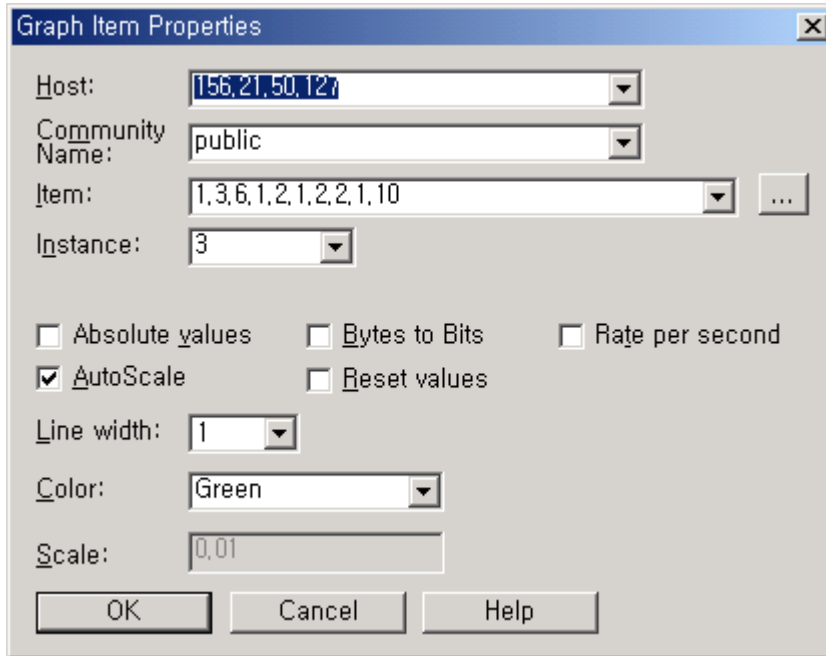 Graph Item Properties
Host: 156,21,50,127
Community Name: public
Item: 1,3,6,1,2,1,2,2,1,10 ...
Instance: 3
Absolute values Bytes to Bits Rate per second
AutoScale Reset values
Line width: 1
Color: Green
Scale: 0,01
OK Cancel Help